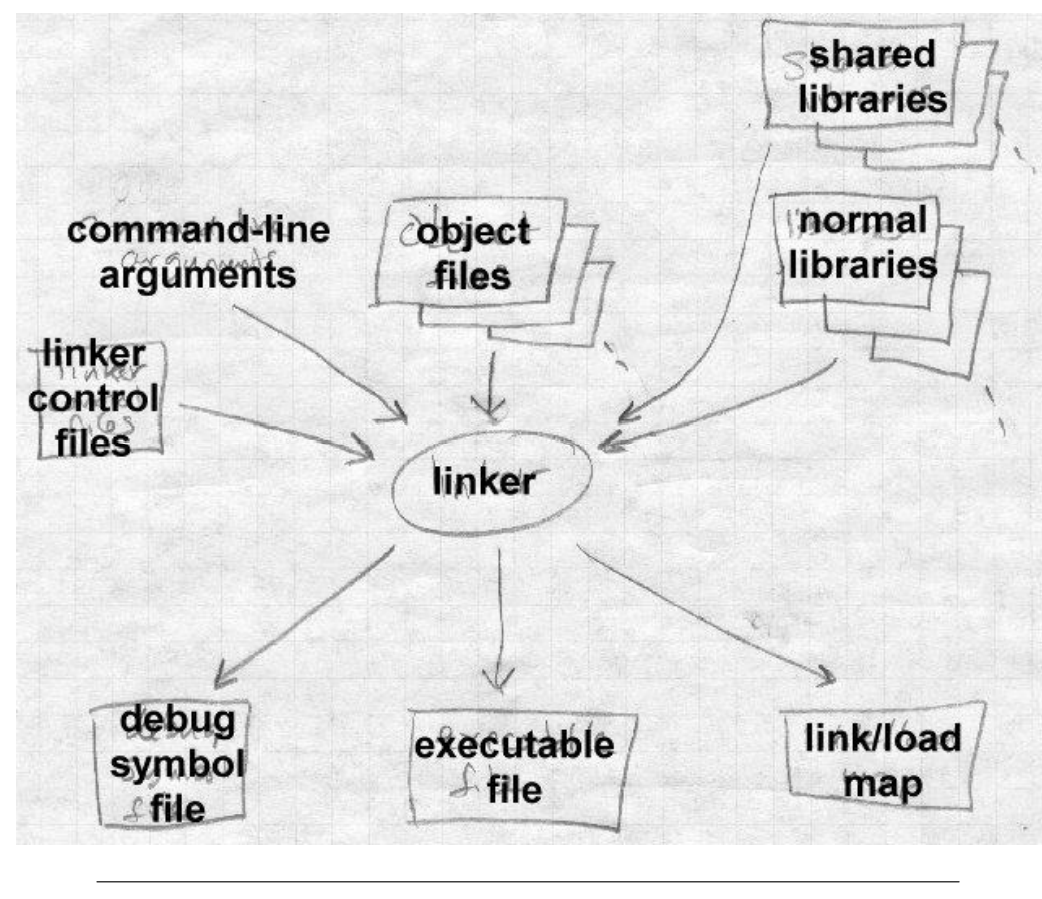 shared
libraries
command-line
arguments
object
files
normal
libraries
linker
control
files
linker
debug
symbol
file
executable
file
link/load
map